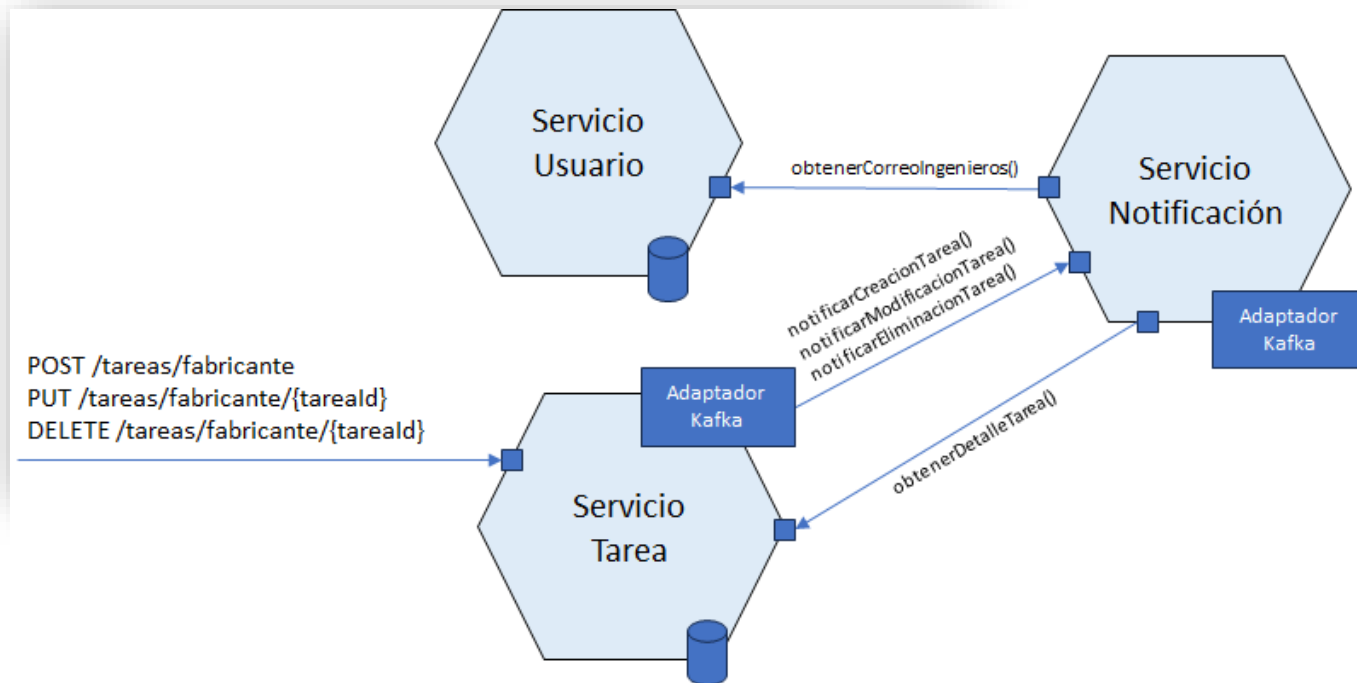 Servicio
Usuario
obtenerCorreoIngenieros()
Servicio
Notificación
notificarCreacionTarea()
notificarModificacionTarea()
notificarEliminacionTarea()
Adaptador
Kafka
POST /tareas/fabricante
PUT /tareas/fabricante/{tareaId}
DELETE /tareas/fabricante/{tareaId}
Adaptador
Kafka
obtenerDetalleTarea()
Servicio
Tarea